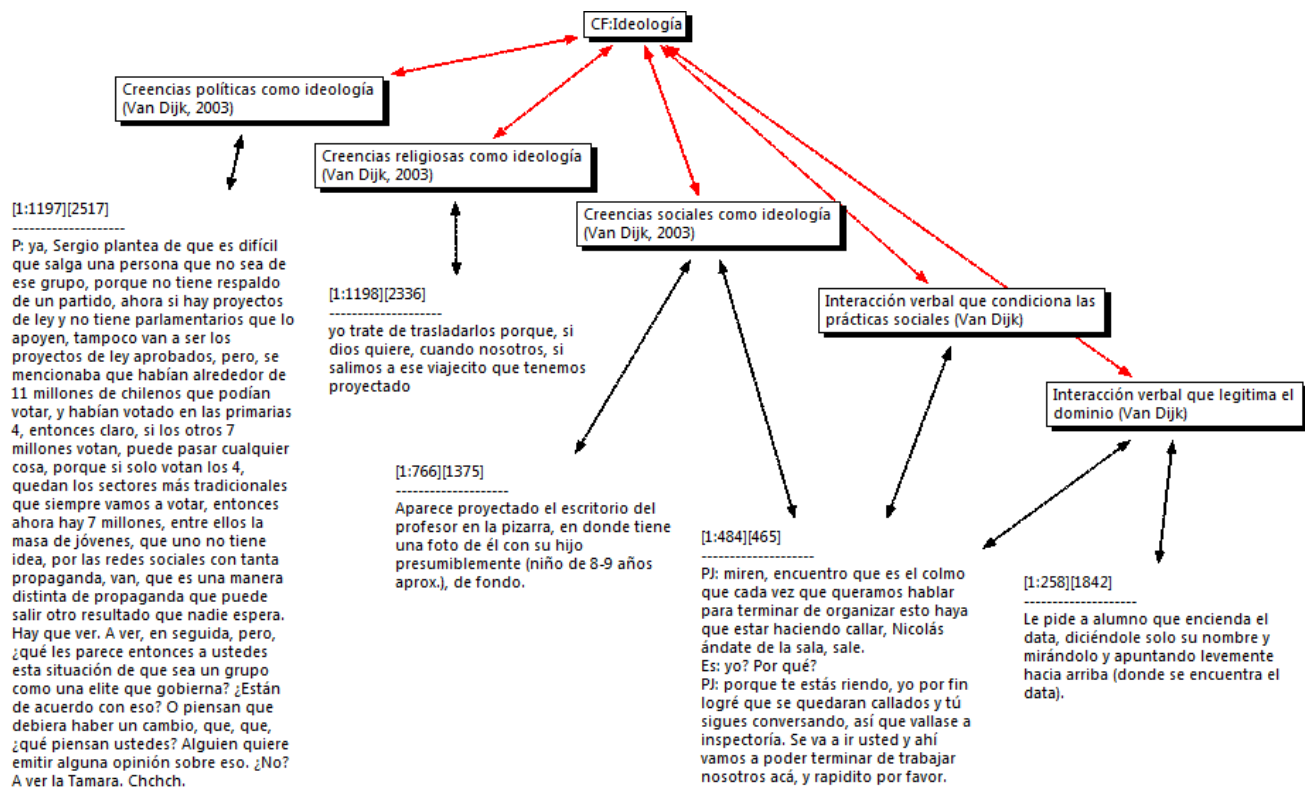 CF:Ideología
Creencias políticas como ideología
(Van Dijk, 2003)
Creencias religiosas como ideología
(Van Dijk, 2003)
Creencias sociales como ideología
(Van Dijk, 2003)
Interacción verbal que condiciona las
prácticas sociales (Van Dijk)
Interacción verbal que legitima el
dominio (Van Dijk)
[1:1197][2517]
--------------------
P: ya, Sergio plantea de que es difícil
que salga una persona que no sea de
ese grupo, porque no tiene respaldo
de un partido, ahora si hay proyectos
de ley y no tiene parlamentarios que lo
apoyen, tampoco van a ser los
proyectos de ley aprobados, pero, se
mencionaba que habían alrededor de
11 millones de chilenos que podían
votar, y habían votado en las primarias
4, entonces claro, si los otros 7
millones votan, puede pasar cualquier
cosa, porque si solo votan los 4,
quedan los sectores más tradicionales
que siempre vamos a votar, entonces
ahora hay 7 millones, entre ellos la
masa de jóvenes, que uno no tiene
idea, por las redes sociales con tanta
propaganda, van, que es una manera
distinta de propaganda que puede
salir otro resultado que nadie espera.
Hay que ver. A ver, en seguida, pero,
¿qué les parece entonces a ustedes
esta situación de que sea un grupo
como una elite que gobierna? ¿Están
de acuerdo con eso? O piensan que
debiera haber un cambio, que, que,
¿qué piensan ustedes? Alguien quiere
emitir alguna opinión sobre eso. ¿No?
A ver la Tamara. Chchch.
[1:1198][2336]
--------------------
yo trate de trasladarlos porque, si
dios quiere, cuando nosotros, si
salimos a ese viajecito que tenemos
proyectado
[1:766][1375]
--------------------
Aparece proyectado el escritorio del
profesor en la pizarra, en donde tiene
una foto de él con su hijo
presumiblemente (niño de 8-9 años
aprox.), de fondo.
[1:484][465]
--------------------
PJ: miren, encuentro que es el colmo
que cada vez que queramos hablar
para terminar de organizar esto haya
que estar haciendo callar, Nicolás
ándate de la sala, sale.
Es: yo? Por qué?
PJ: porque te estás riendo, yo por fin
logré que se quedaran callados y tú
sigues conversando, así que vallase a
inspectoría. Se va a ir usted y ahí
vamos a poder terminar de trabajar
nosotros acá, y rapidito por favor.
[1:258][1842]
--------------------
Le pide a alumno que encienda el
data, diciéndole solo su nombre y
mirándolo y apuntando levemente
hacia arriba (donde se encuentra el
data).